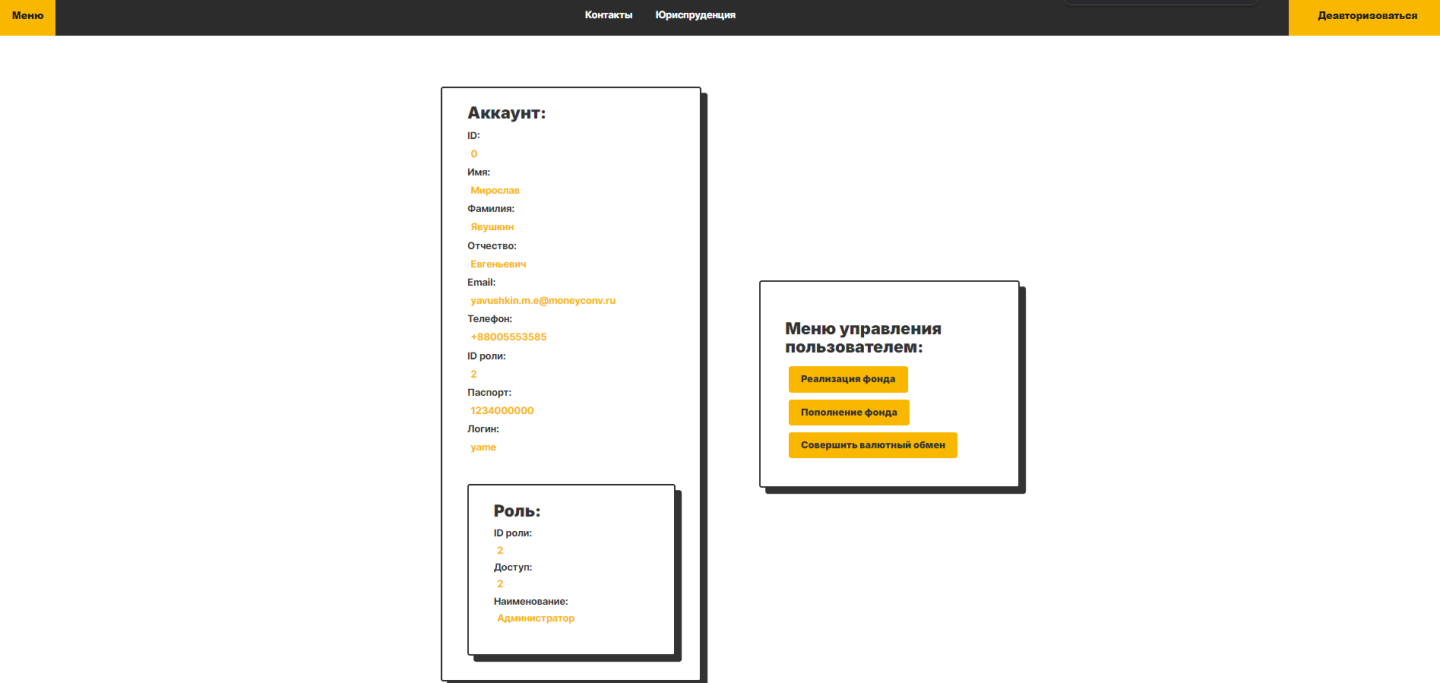 Меню
Контакты
Юриспруденция
Деавторизоваться
Аккаунт:
ID:
0
Имя:
Мирослав
Фамилия:
Явушкин
Отчество:
Евгеньевич
Email:
yavushkin.m.e@moneyconv.ru
Телефон:
+88005553585
ID роли:
2
Паспорт:
1234000000
Логин:
yame
Роль:
ID роли:
2
Доступ:
2
Наименование:
Администратор
Меню управления
пользователем:
Реализация фонда
Пополнение фонда
Совершить валютный обмен